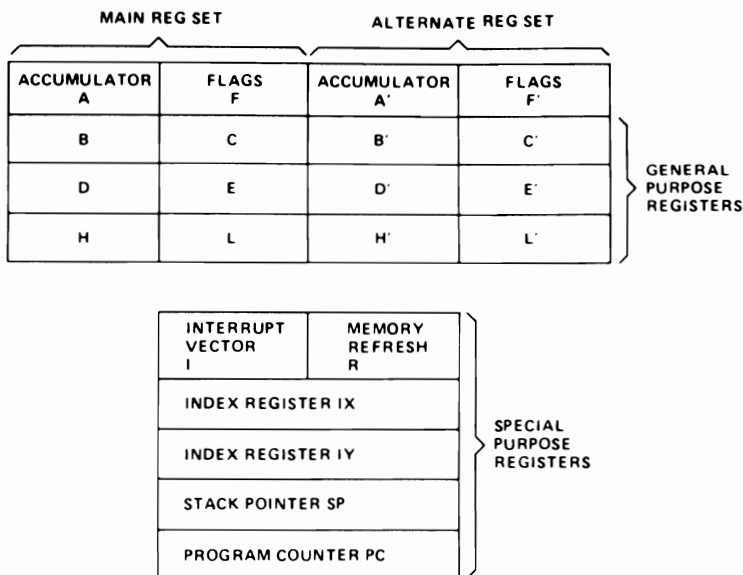 MAIN REG SET
ALTERNATE REG SET
ACCUMULATOR
A
FLAGS
F
ACCUMULATOR
A'
FLAGS
F'
B
C
B'
C'
D
E
D'
E'
H
L
H'
L'
GENERAL
PURPOSE
REGISTERS
INTERRUPT
VECTOR
I
MEMORY
REFRESH
R
INDEX REGISTER IX
INDEX REGISTER IY
STACK POINTER SP
PROGRAM COUNTER PC
SPECIAL
PURPOSE
REGISTERS